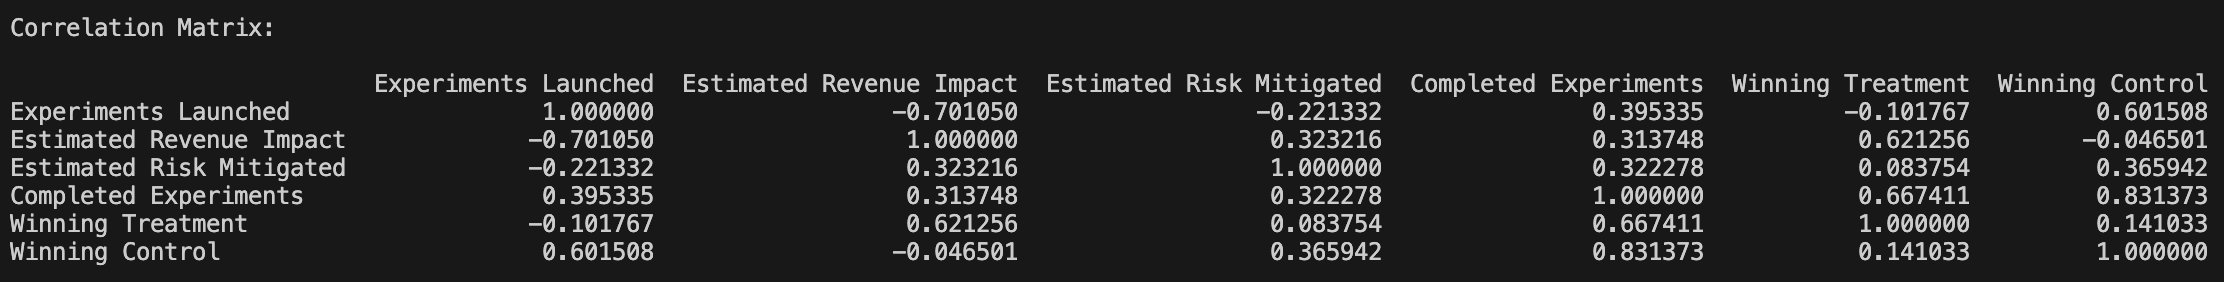 Correlation Matrix:
Experiments Launched  Estimated Revenue Impact  Estimated Risk Mitigated  Completed Experiments  Winning Treatment  Winning Control
Experiments Launched 1.000000 -0.701050 -0.221332 0.395335 -0.101767 0.601508
Estimated Revenue Impact -0.701050 1.000000 0.323216 0.313748 0.621256 -0.046501
Estimated Risk Mitigated -0.221332 0.323216 1.000000 0.322278 0.083754 0.365942
Completed Experiments 0.395335 0.313748 0.322278 1.000000 0.667411 0.831373
Winning Treatment -0.101767 0.621256 0.083754 0.667411 1.000000 0.141033
Winning Control 0.601508 -0.046501 0.365942 0.831373 0.141033 1.000000